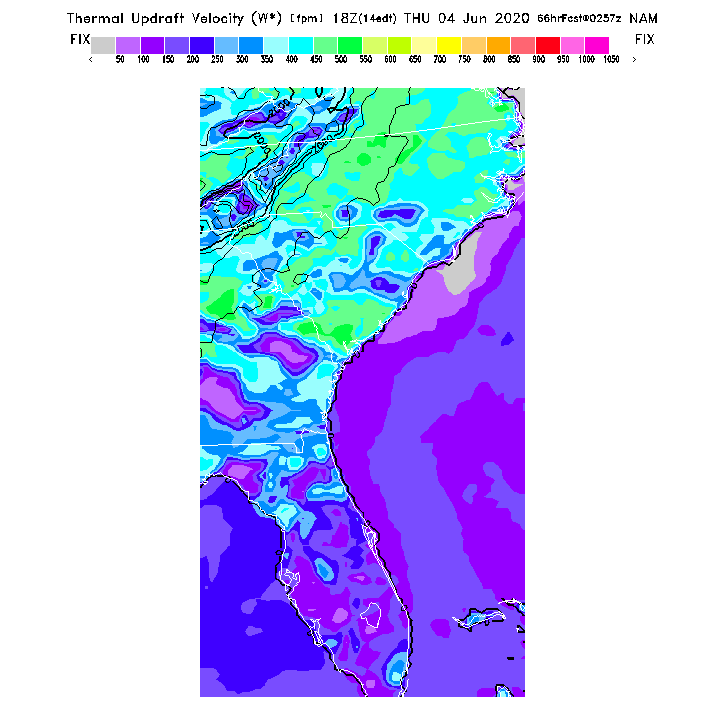 Thermal Updraft Velocity (W*) [fpm] 18Z(14edt) THU 04 Jun 2020 66hrFcst@0257z NAM
FIX FIX
< 50 100 150 200 250 300 350 400 450 500 550 600 650 700 750 800 850 900 950 1000 1050 >